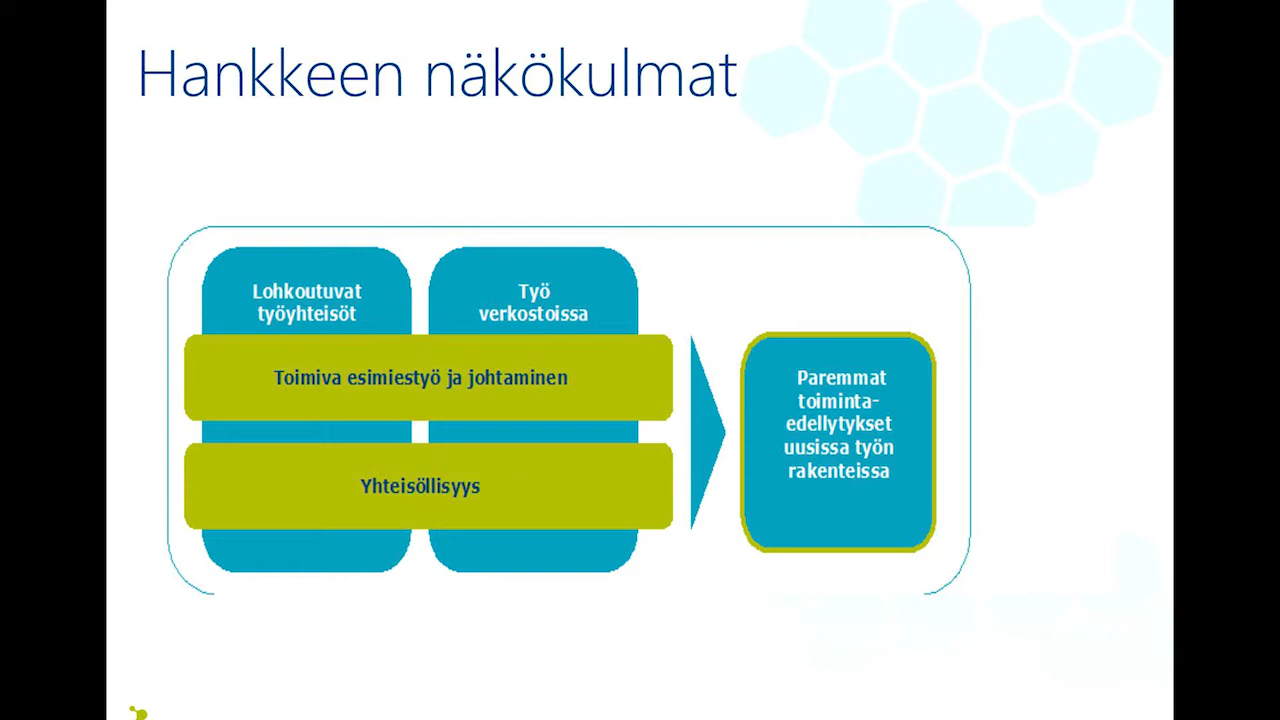 Hankkeen näkökulmat
Lohkoutuvat
työyhteisöt
Työ
verkostoissa
Toimiva esimiestyö ja johtaminen
Yhteisöllisyys
Paremmat
toiminta-
edellytykset
uusissa työn
rakenteissa